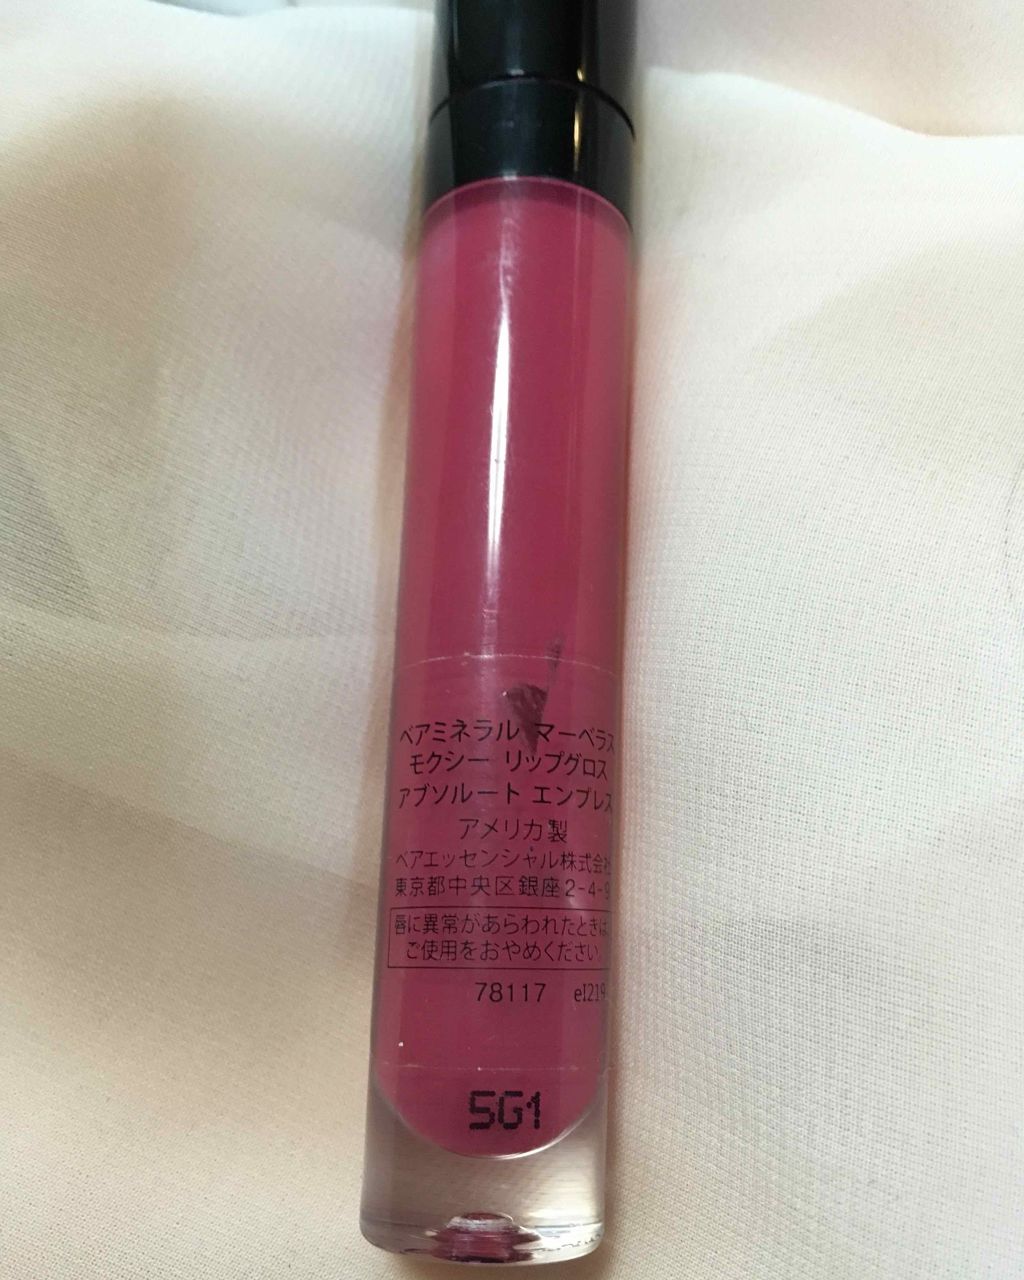 ベアミネラル マーベラス
モクシー リップグロス
アブソルート エンプレス
アメリカ製
ベアエッセンシャル株式会社
東京都中央区銀座2-4-9
唇に異常があらわれたときは
ご使用をおやめください。
78117 eI219
5G1